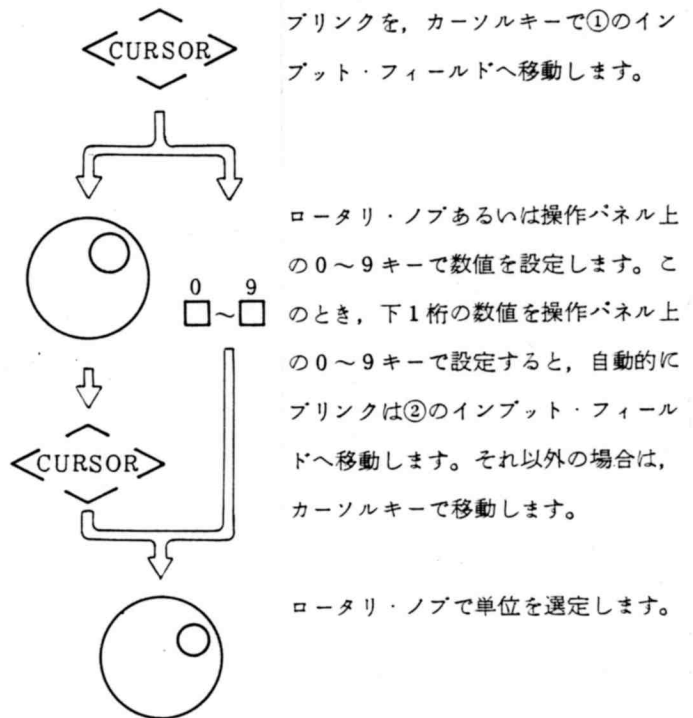 CURSOR
ブリンクを，カーソルキーで①のイン
プット・フィールドへ移動します。
ロータリ・ノブあるいは操作パネル上
の0～9キーで数値を設定します。こ
0 9
～
のとき，下1桁の数値を操作パネル上
の0～9キーで設定すると，自動的に
ブリンクは②のインプット・フィール
CURSOR
ドへ移動します。それ以外の場合は，
カーソルキーで移動します。
ロータリ・ノブで単位を選定します。